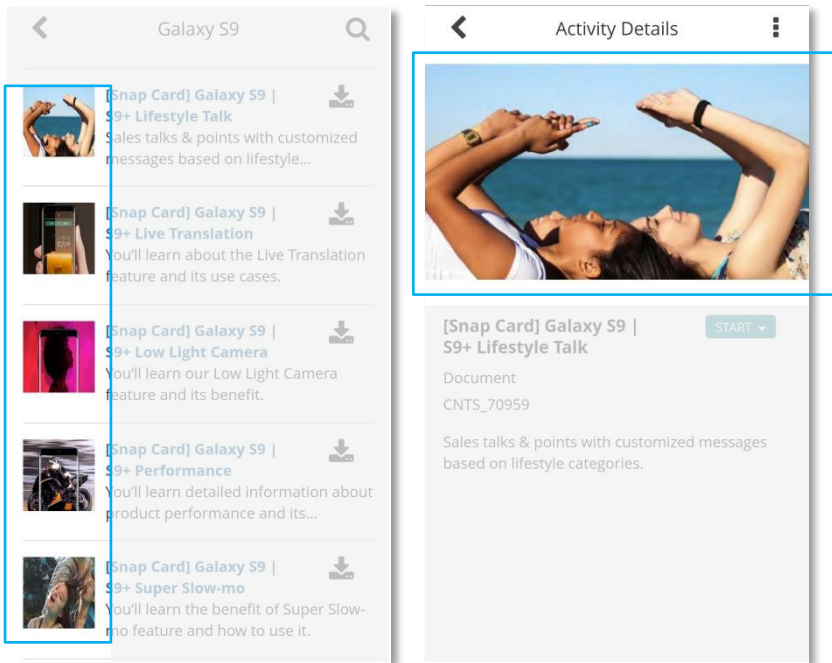 Galaxy S9
[Snap Card] Galaxy S9 |
S9+ Lifestyle Talk
Sales talks & points with customized
messages based on lifestyle...
[Snap Card] Galaxy S9 |
S9+ Live Translation
You'll learn about the Live Translation
feature and its use cases.
[Snap Card] Galaxy S9 |
S9+ Low Light Camera
You'll learn our Low Light Camera
feature and its benefit.
[Snap Card] Galaxy S9 |
S9+ Performance
You'll learn detailed information about
product performance and its...
[Snap Card] Galaxy S9 |
S9+ Super Slow-mo
You'll learn the benefit of Super Slow-
mo feature and how to use it.
Activity Details
[Snap Card] Galaxy S9 |
S9+ Lifestyle Talk
START
Document
CNTS_70959
Sales talks & points with customized messages
based on lifestyle categories.